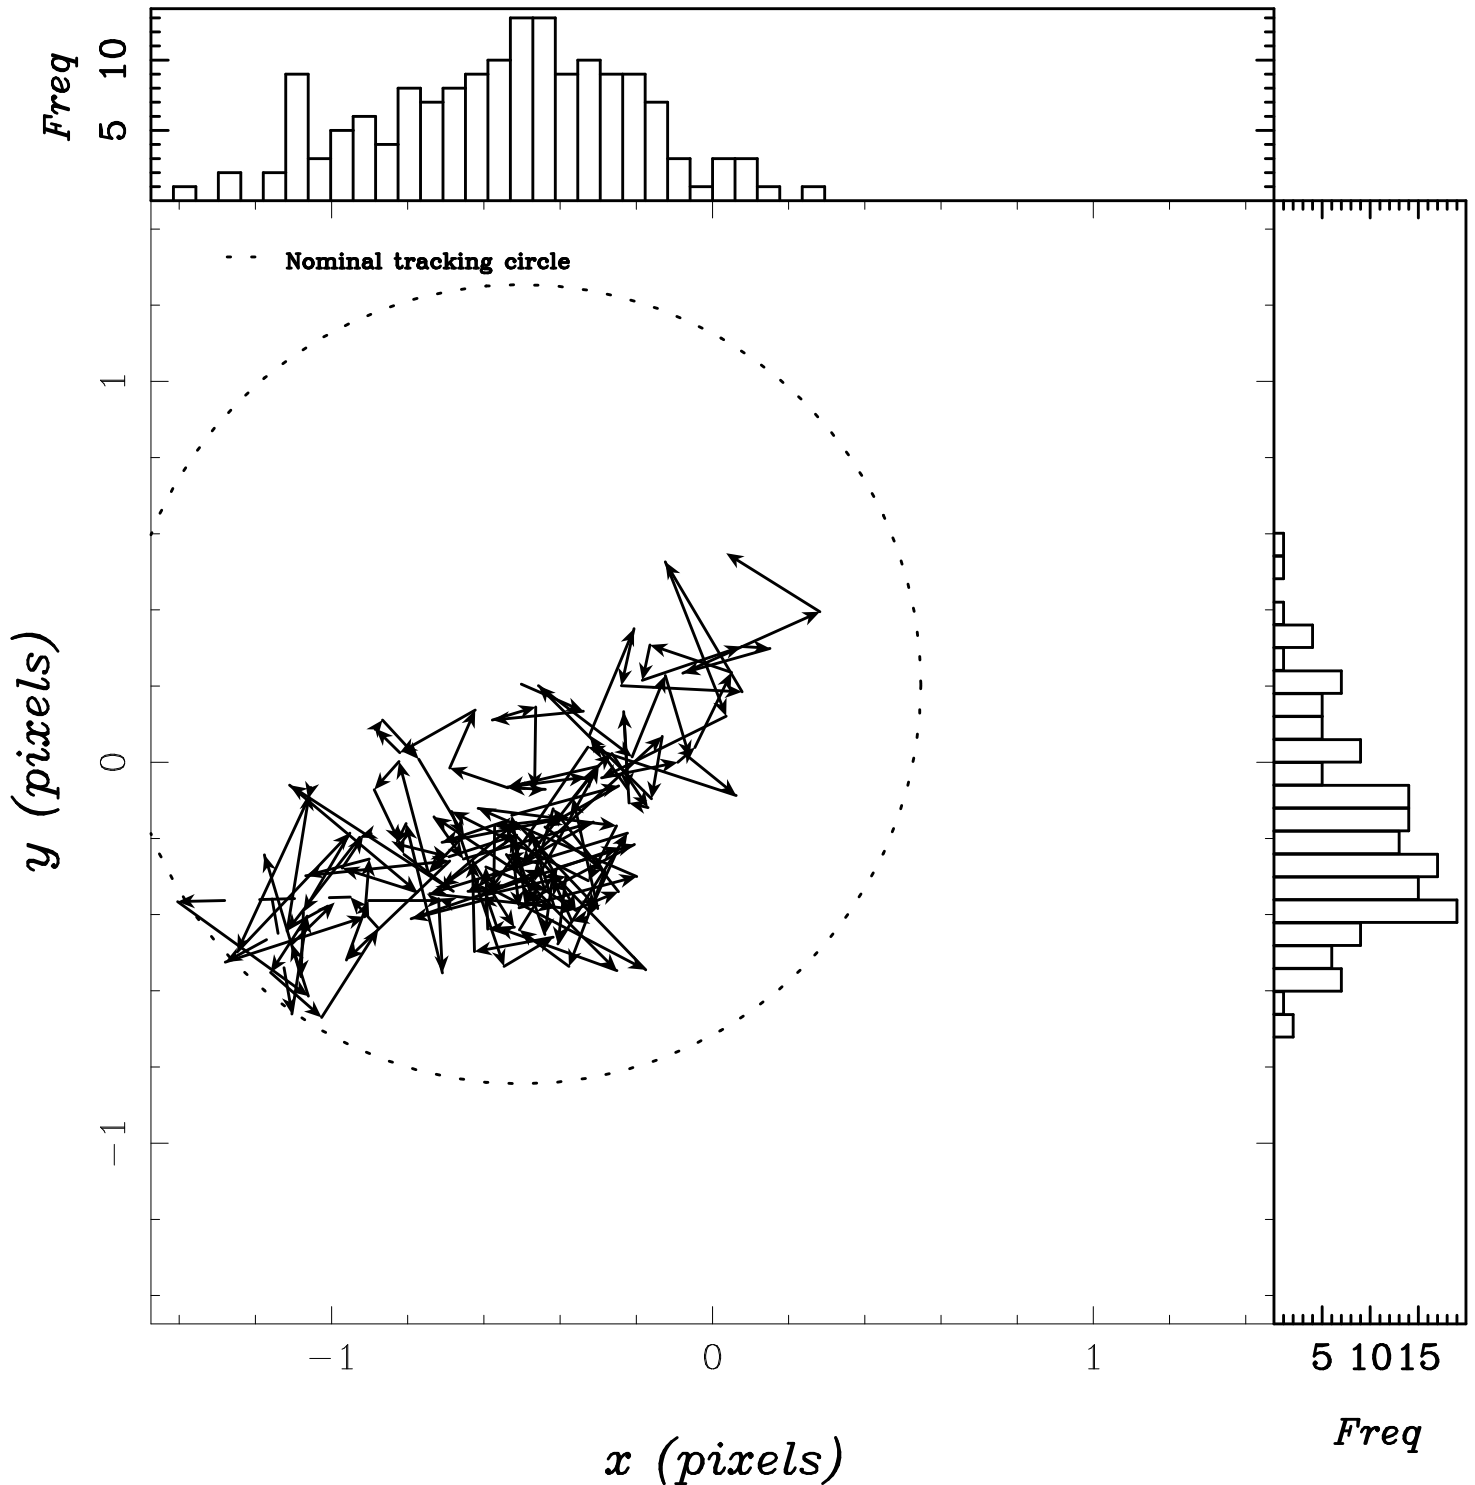 Freq
10
5
Nominal tracking circle
1
0
−1
y (pixels)
−1 0 1
5 10 15
x (pixels)
Freq